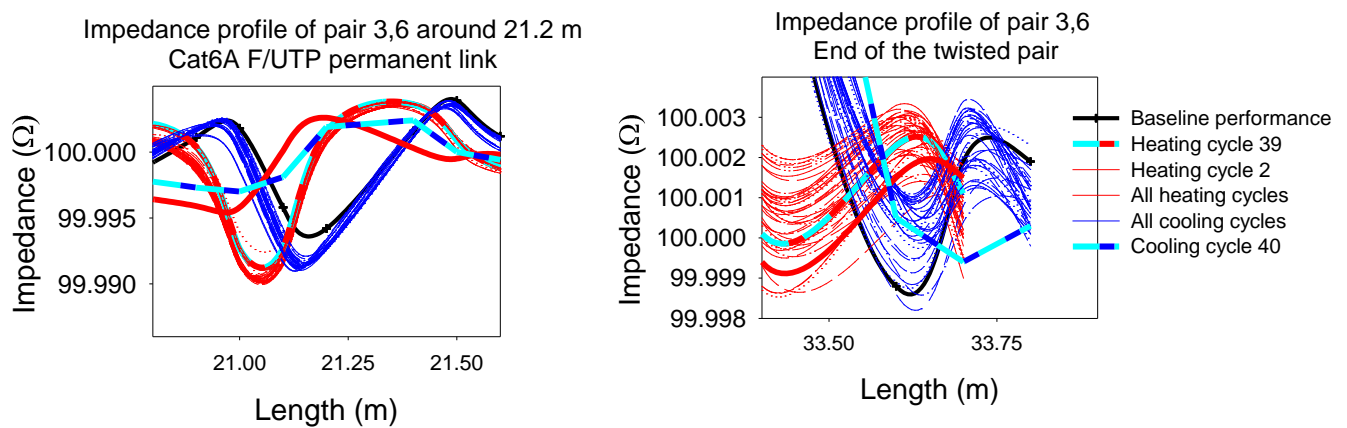 Impedance profile of pair 3,6 around 21.2 m
Cat6A F/UTP permanent link
Impedance (Ω)
100.000
99.995
99.990
21.00 21.25 21.50
Length (m)
Impedance profile of pair 3,6
End of the twisted pair
Impedance (Ω)
100.003
100.002
100.001
100.000
99.999
99.998
33.50 33.75
Length (m)
Baseline performance
Heating cycle 39
Heating cycle 2
All heating cycles
All cooling cycles
Cooling cycle 40